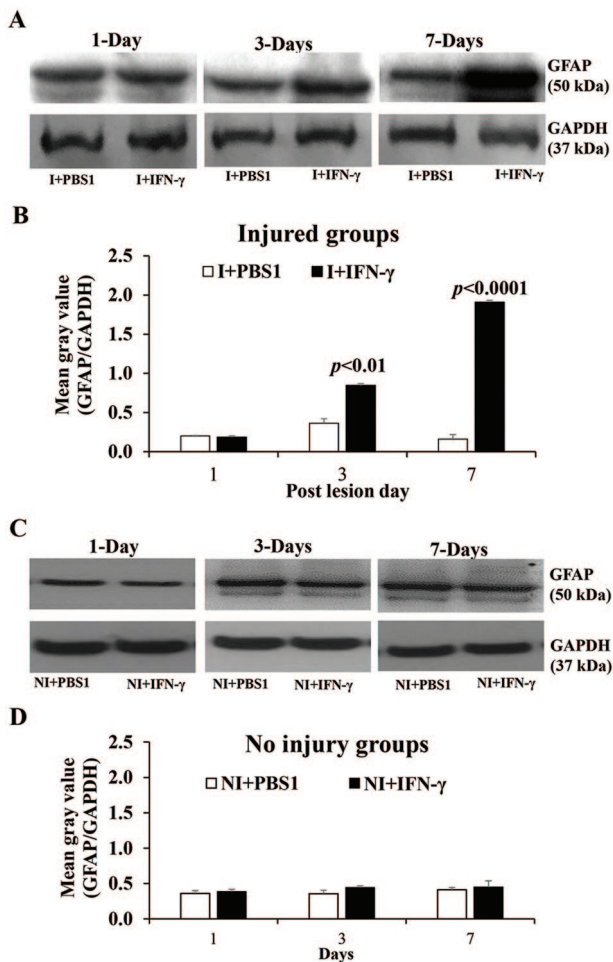 A
1-Day 3-Days 7-Days
GFAP
(50 kDa)
GAPDH
(37 kDa)
I+PBS1 I+IFN-γ I+PBS1 I+IFN-γ I+PBS1 I+IFN-γ
B
Injured groups
I+PBS1 I+IFN-γ
Mean gray value
(GFAP/GAPDH)
2.5
2.0
1.5
1.0
0.5
0.0
p<0.01
p<0.0001
1 3 7
Post lesion day
C
1-Day 3-Days 7-Days
GFAP
(50 kDa)
GAPDH
(37 kDa)
NI+PBS1 NI+IFN-γ NI+PBS1 NI+IFN-γ NI+PBS1 NI+IFN-γ
D
No injury groups
NI+PBS1 NI+IFN-γ
Mean gray value
(GFAP/GAPDH)
2.5
2.0
1.5
1.0
0.5
0.0
1 3 7
Days